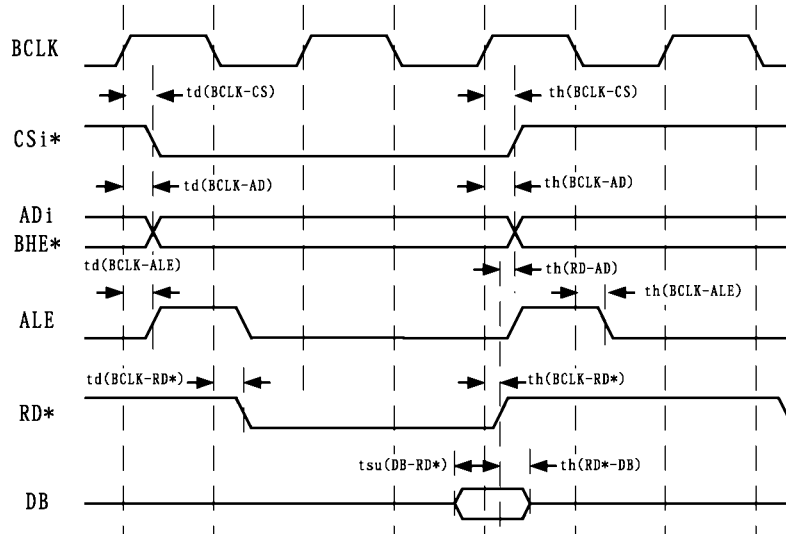 BCLK
td(BCLK-CS) th(BCLK-CS)
CSi*
td(BCLK-AD) th(BCLK-AD)
ADi
BHE*
td(BCLK-ALE) th(RD-AD)
th(BCLK-ALE)
ALE
td(BCLK-RD*) th(BCLK-RD*)
RD*
tsu(DB-RD*) th(RD*-DB)
DB